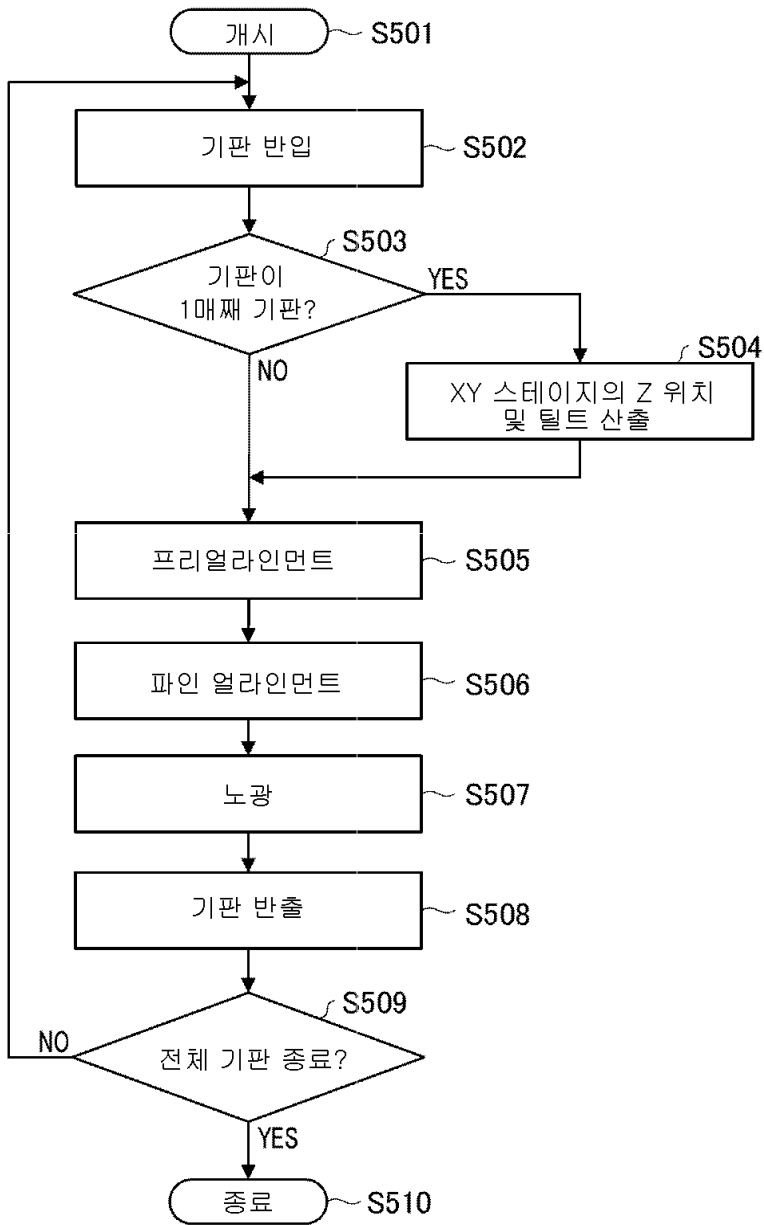 개시
S501
기판 반입
S502
S503
기판이
1매째 기판?
YES
NO
S504
XY 스테이지의 Z 위치
및 틸트 산출
프리얼라인먼트
S505
파인 얼라인먼트
S506
노광
S507
기판 반출
S508
S509
전체 기판 종료?
NO
YES
종료
S510